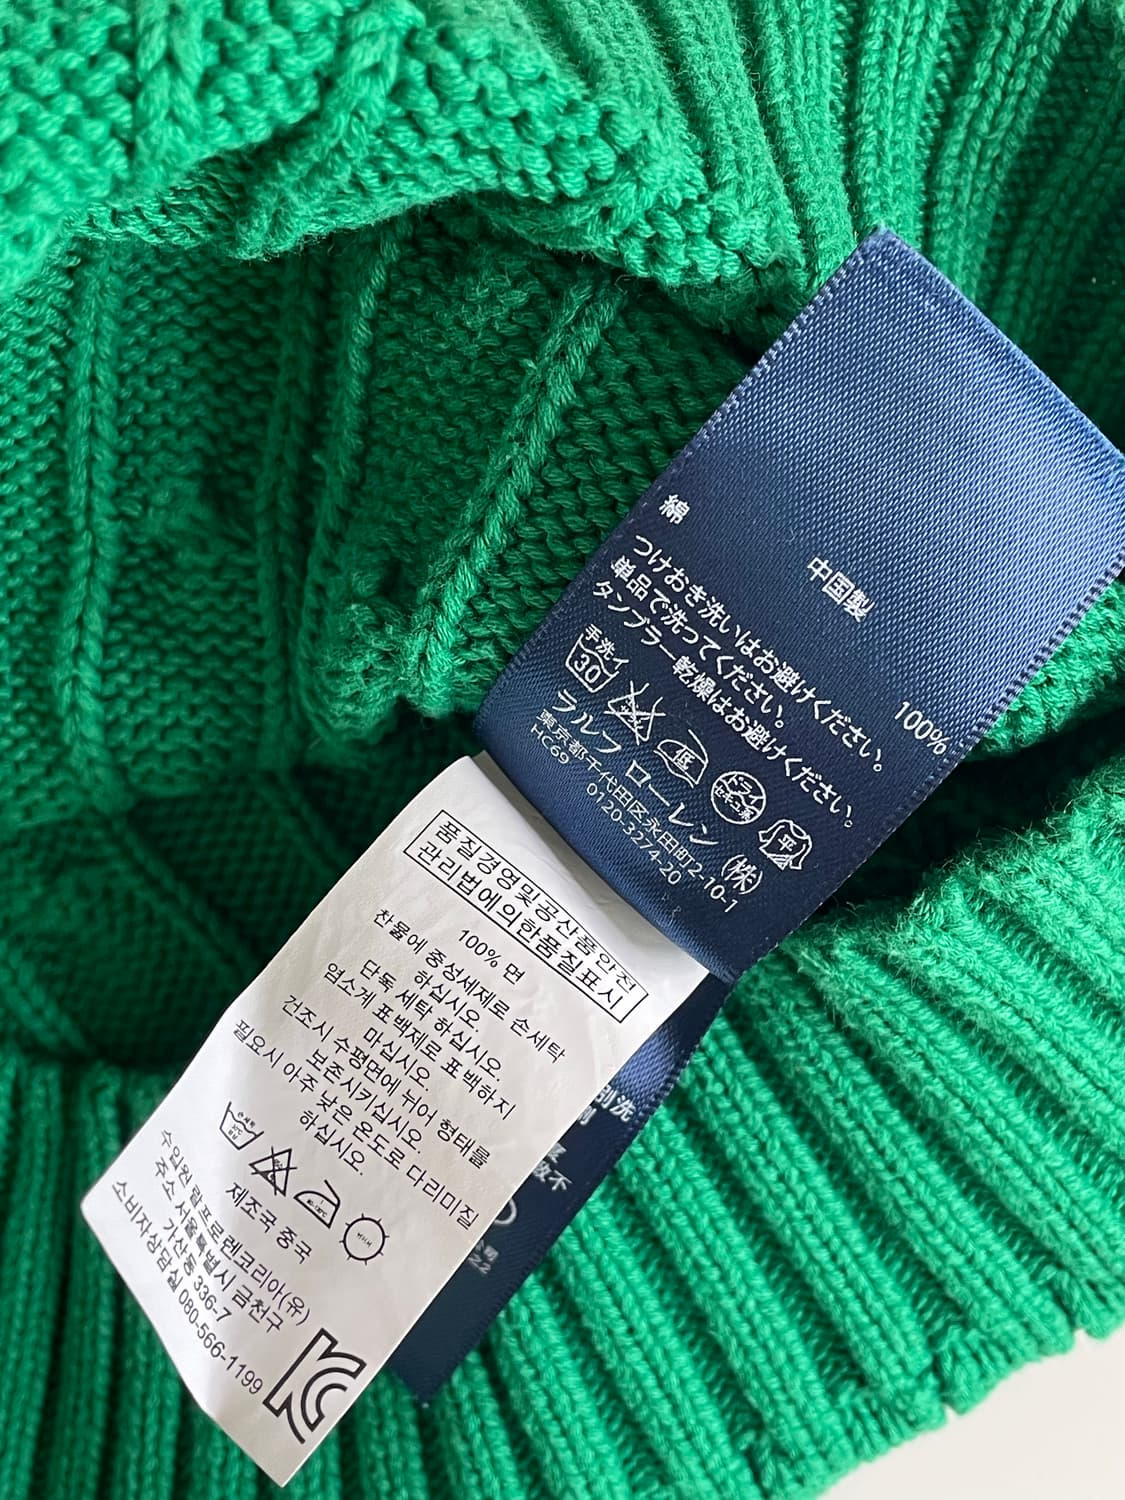 綿
100%
中国製
つけおき洗いはお避けください。
単品で洗ってください。
タンブラー乾燥はお避けください。
手洗イ
30
低
ドライ
セキユ系
平
ラルフ ローレン (株)
東京都千代田区永田町2-10-1
HC69
0120-3274-20
품질경영및공산품안전
관리법에의한품질표시
100% 면
찬물에 중성세제로 손세탁
하십시오.
단독 세탁 하십시오.
염소계 표백제로 표백하지
마십시오.
건조시 수평면에 뉘어 형태를
보존시키십시오.
필요시 아주 낮은 온도로 다리미질
하십시오.
제조국 중국
수입원 랄프로렌코리아(유)
주소 서울특별시 금천구
가산동 336-7
소비자상담실 080-566-1199